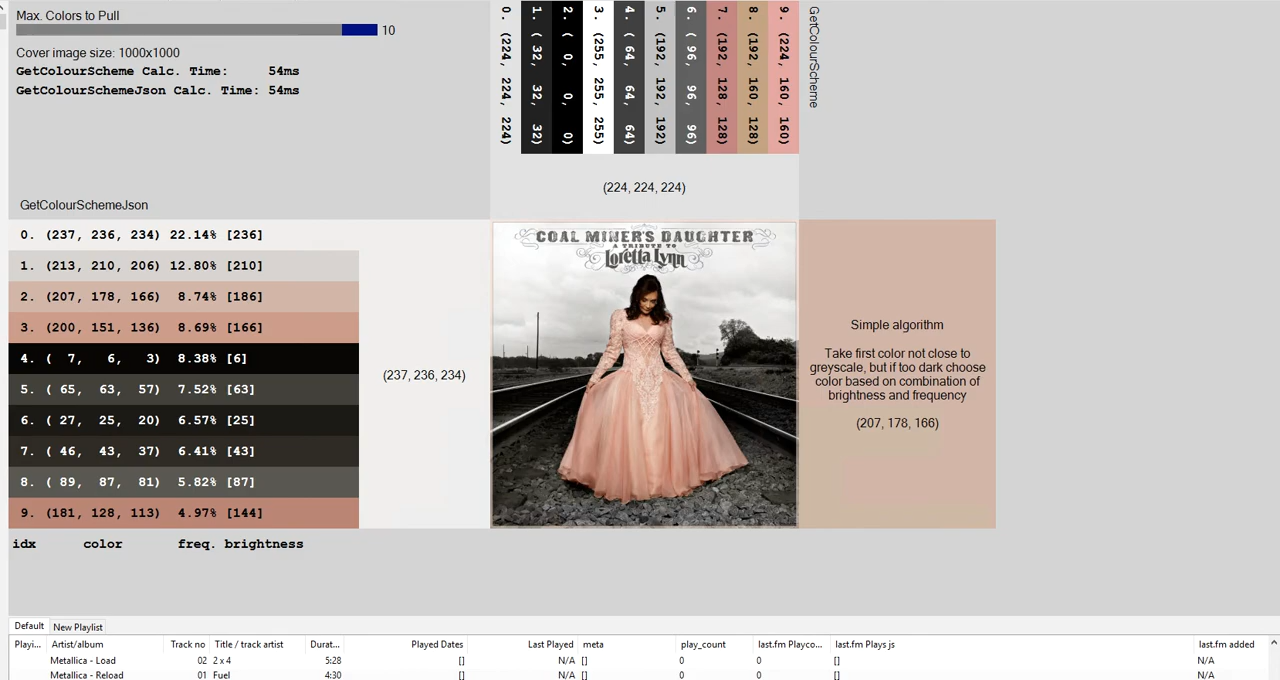 Max. Colors to Pull
10
Cover image size: 1000x1000
GetColourScheme Calc. Time: 54ms
GetColourSchemeJson Calc. Time: 54ms
0. (224, 224, 224)
1. ( 32, 32, 32)
2. ( 0, 0, 0)
3. (255, 255, 255)
4. ( 64, 64, 64)
5. (192, 192, 192)
6. ( 96, 96, 96)
7. (192, 128, 128)
8. (192, 160, 128)
9. (224, 160, 160)
GetColourScheme
(224, 224, 224)
GetColourSchemeJson
0. (237, 236, 234) 22.14% [236]
1. (213, 210, 206) 12.80% [210]
2. (207, 178, 166) 8.74% [186]
3. (200, 151, 136) 8.69% [166]
4. ( 7, 6, 3) 8.38% [6]
5. ( 65, 63, 57) 7.52% [63]
6. ( 27, 25, 20) 6.57% [25]
7. ( 46, 43, 37) 6.41% [43]
8. ( 89, 87, 81) 5.82% [87]
9. (181, 128, 113) 4.97% [144]
idx color freq. brightness
(237, 236, 234)
COAL MINER'S DAUGHTER
A TRIBUTE TO
Loretta Lynn
Simple algorithm
Take first color not close to
greyscale, but if too dark choose
color based on combination of
brightness and frequency
(207, 178, 166)
Default New Playlist
Playi... Artist/album Track no Title / track artist Durat... Played Dates Last Played meta play_count last.fm Playco... last.fm Plays js last.fm added
Metallica - Load 02 2 x 4 5:28 [] N/A [] 0 0 [] N/A
Metallica - Reload 01 Fuel 4:30 [] N/A [] 0 0 [] N/A